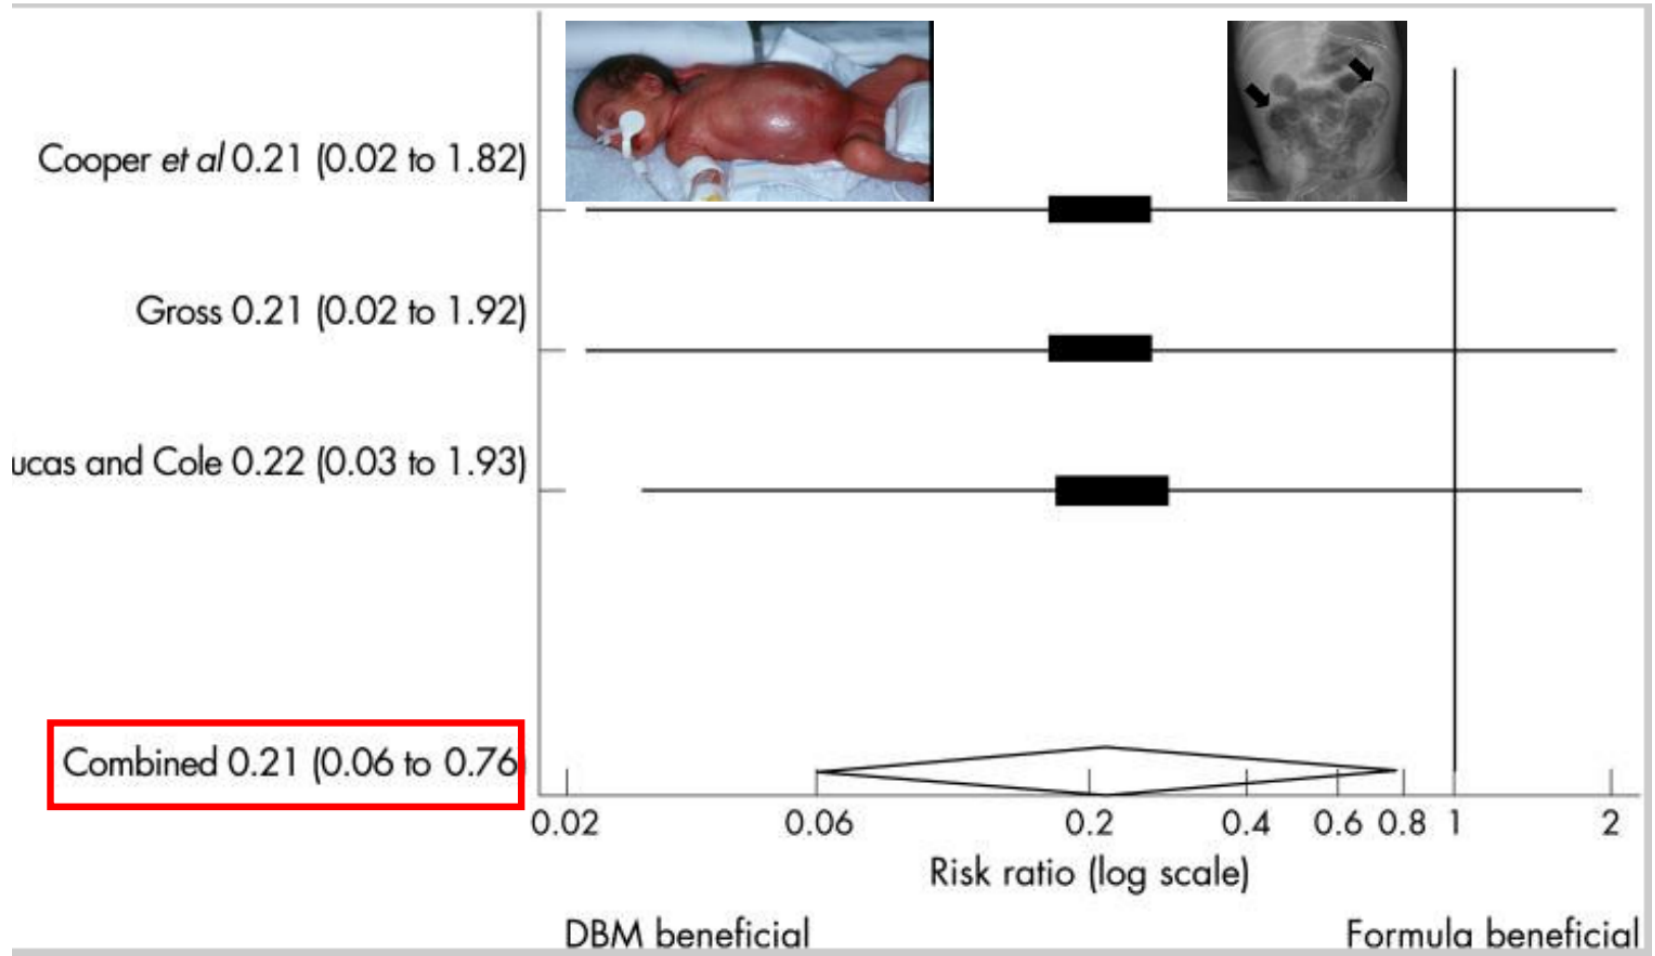 Cooper et al 0.21 (0.02 to 1.82)
Gross 0.21 (0.02 to 1.92)
ucas and Cole 0.22 (0.03 to 1.93)
Combined 0.21 (0.06 to 0.76
0.02 0.06 0.2 0.4 0.6 0.8 1 2
Risk ratio (log scale)
DBM beneficial Formula beneficial